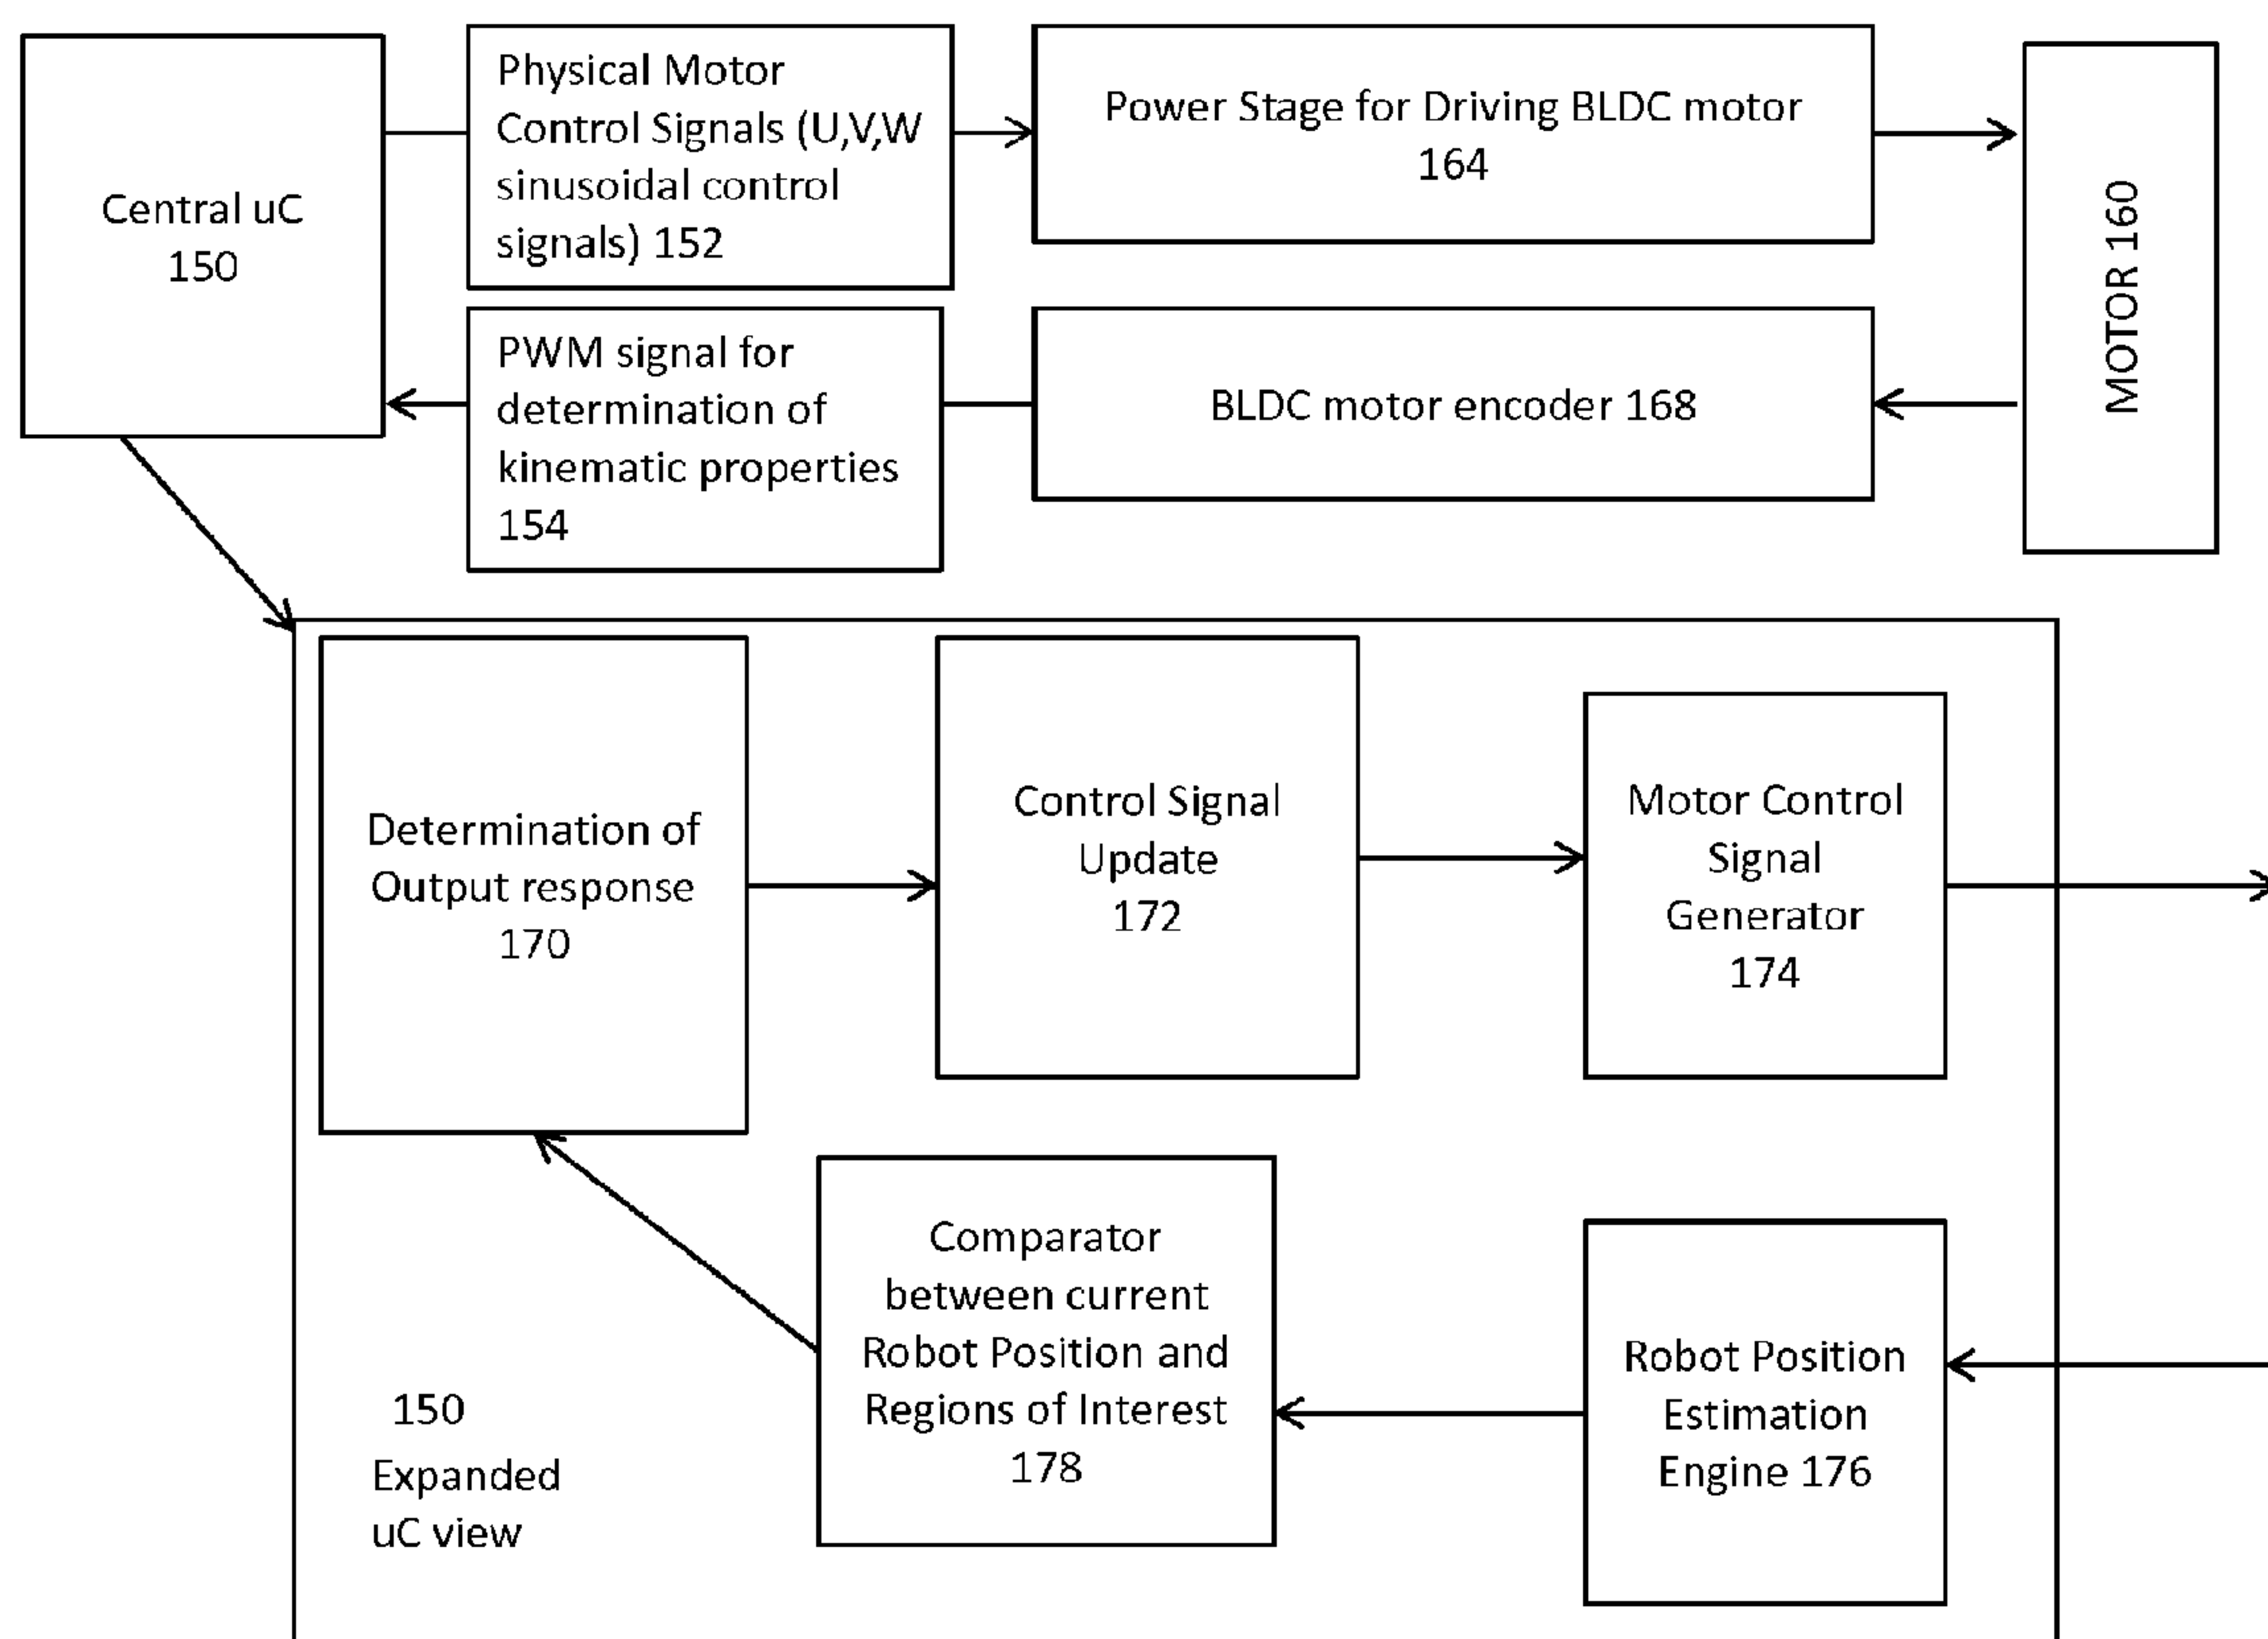 Central uC
150
Physical Motor
Control Signals (U,V,W
sinusoidal control
signals) 152
Power Stage for Driving BLDC motor
164
MOTOR 160
PWM signal for
determination of
kinematic properties
154
BLDC motor encoder 168
Determination of
Output response
170
Control Signal
Update
172
Motor Control
Signal
Generator
174
Comparator
between current
Robot Position and
Regions of Interest
178
Robot Position
Estimation
Engine 176
150
Expanded
uC view